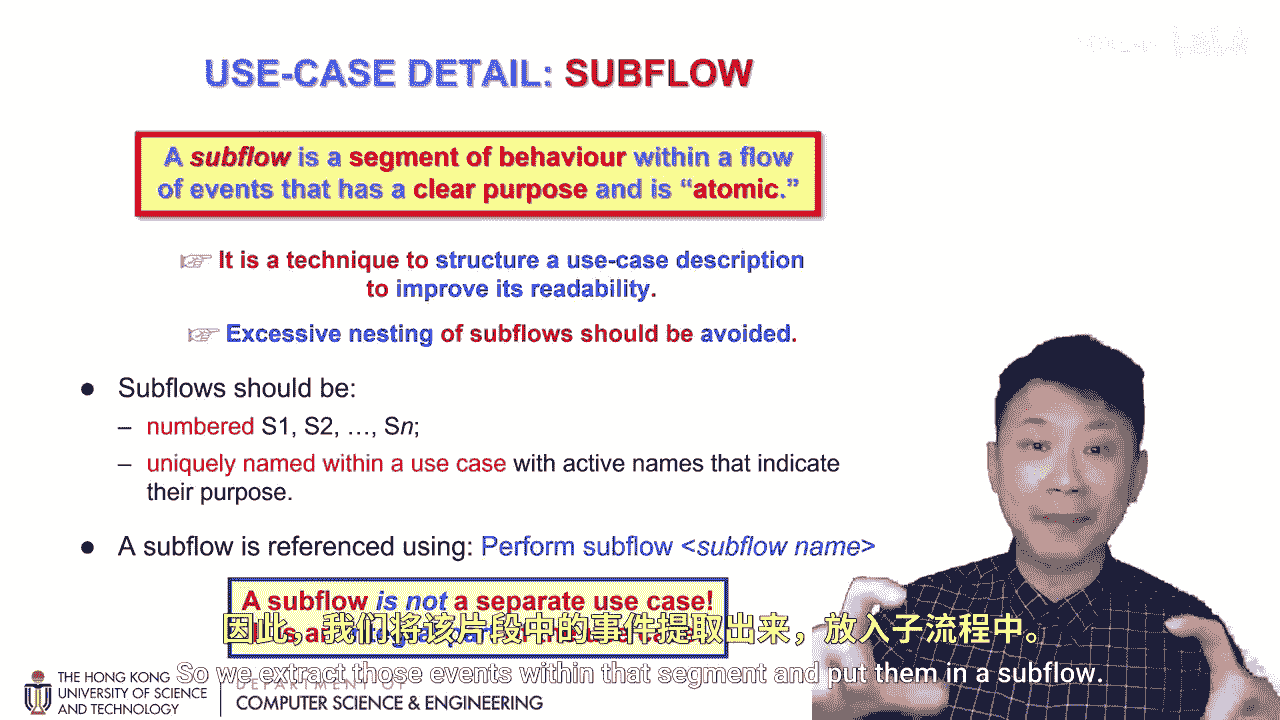 USE-CASE DETAIL: SUBFLOW
A subflow is a segment of behaviour within a flow
of events that has a clear purpose and is “atomic.”
☞ It is a technique to structure a use-case description
to improve its readability.
☞ Excessive nesting of subflows should be avoided.
● Subflows should be:
– numbered S1, S2, …, Sn;
– uniquely named within a use case with active names that indicate
their purpose.
● A subflow is referenced using: Perform subflow <subflow name>
A subflow is not a separate use case!
因此，我们将该片段中的事件提取出来，放入子流程中。
So we extract those events within that segment and put them in a subflow.
THE HONG KONG
UNIVERSITY OF SCIENCE
AND TECHNOLOGY
DEPARTMENT OF
COMPUTER SCIENCE & ENGINEERING